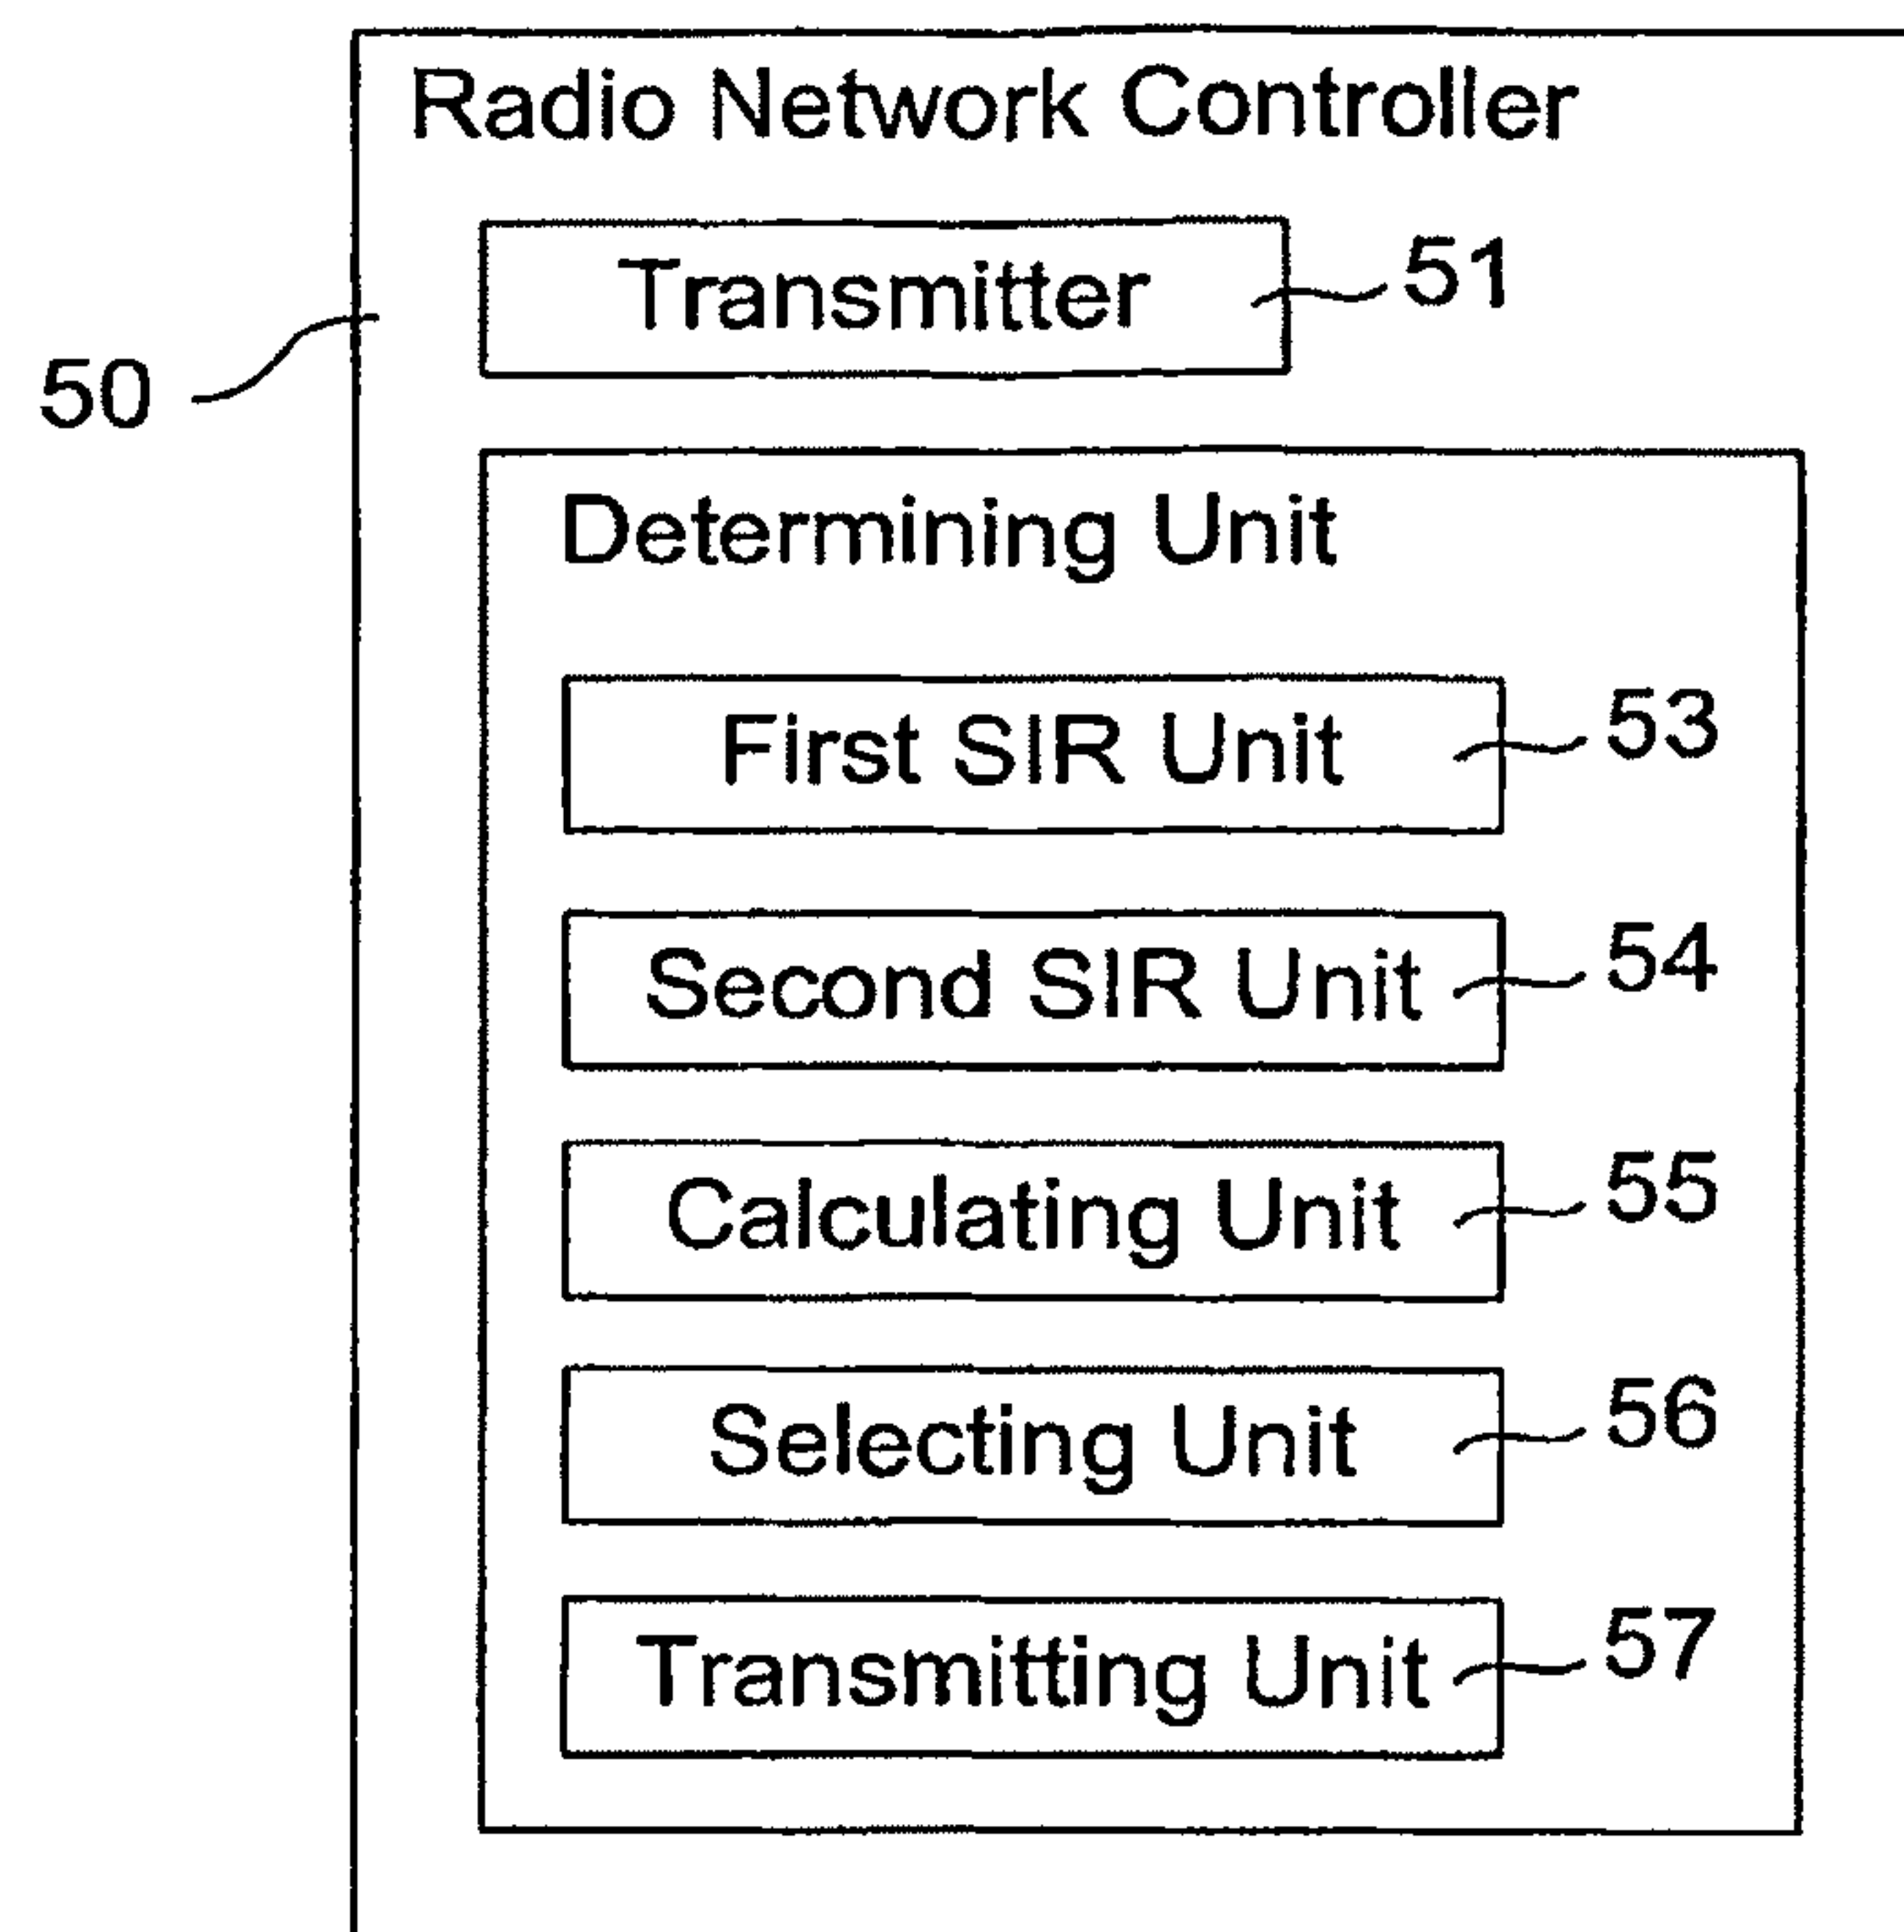 Radio Network Controller
Transmitter
51
50
Determining Unit
First SIR Unit
53
Second SIR Unit
54
Calculating Unit
55
Selecting Unit
56
Transmitting Unit
57